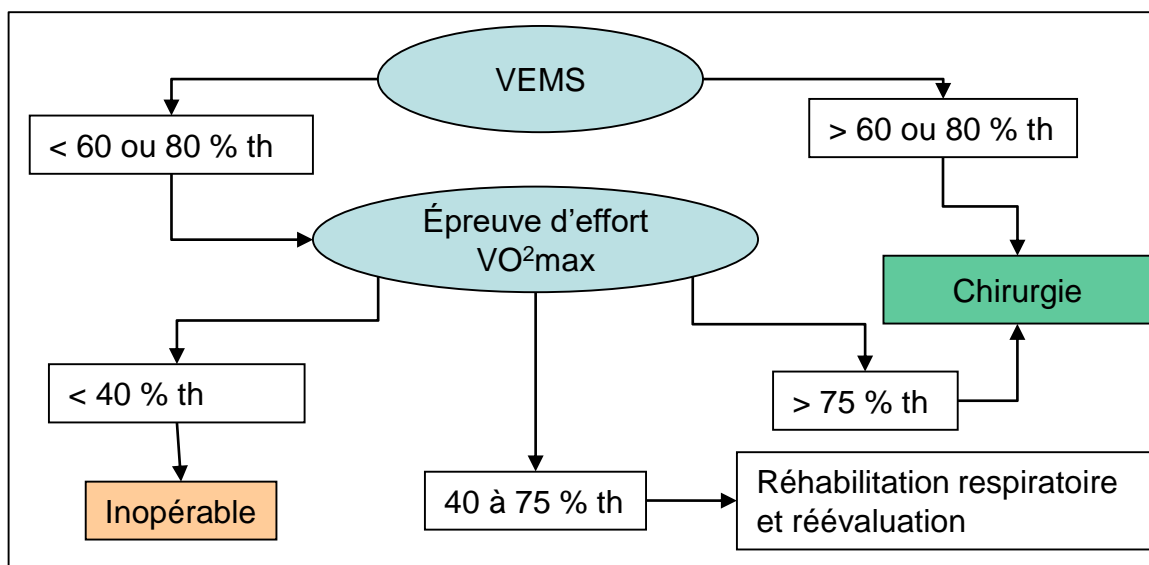 VEMS
< 60 ou 80 % th
> 60 ou 80 % th
Épreuve d’effort
VO²max
Chirurgie
< 40 % th
> 75 % th
Inopérable
40 à 75 % th
Réhabilitation respiratoire
et réévaluation